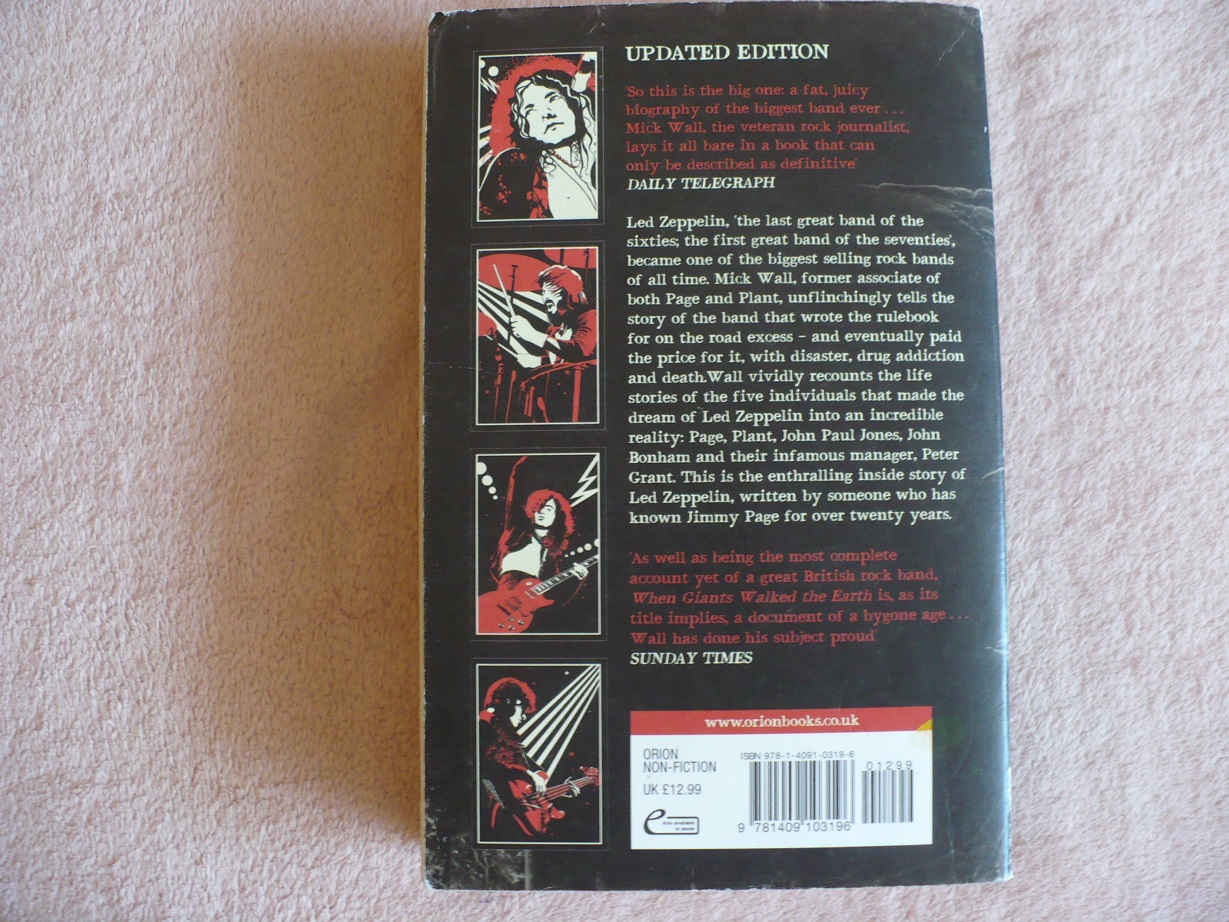 UPDATED EDITION
'So this is the big one: a fat, juicy
biography of the biggest band ever . . .
Mick Wall, the veteran rock journalist,
lays it all bare in a book that can
only be described as definitive'
DAILY TELEGRAPH
Led Zeppelin, 'the last great band of the
sixties; the first great band of the seventies',
became one of the biggest selling rock bands
of all time. Mick Wall, former associate of
both Page and Plant, unflinchingly tells the
story of the band that wrote the rulebook
for on the road excess – and eventually paid
the price for it, with disaster, drug addiction
and death.Wall vividly recounts the life
stories of the five individuals that made the
dream of Led Zeppelin into an incredible
reality: Page, Plant, John Paul Jones, John
Bonham and their infamous manager, Peter
Grant. This is the enthralling inside story of
Led Zeppelin, written by someone who has
known Jimmy Page for over twenty years.
'As well as being the most complete
account yet of a great British rock band,
When Giants Walked the Earth is, as its
title implies, a document of a bygone age . . .
Wall has done his subject proud'
SUNDAY TIMES
www.orionbooks.co.uk
ORION
NON-FICTION
UK £12.99
e Also available
in ebook
ISBN 978-1-4091-0319-6
01299
9 781409 103196